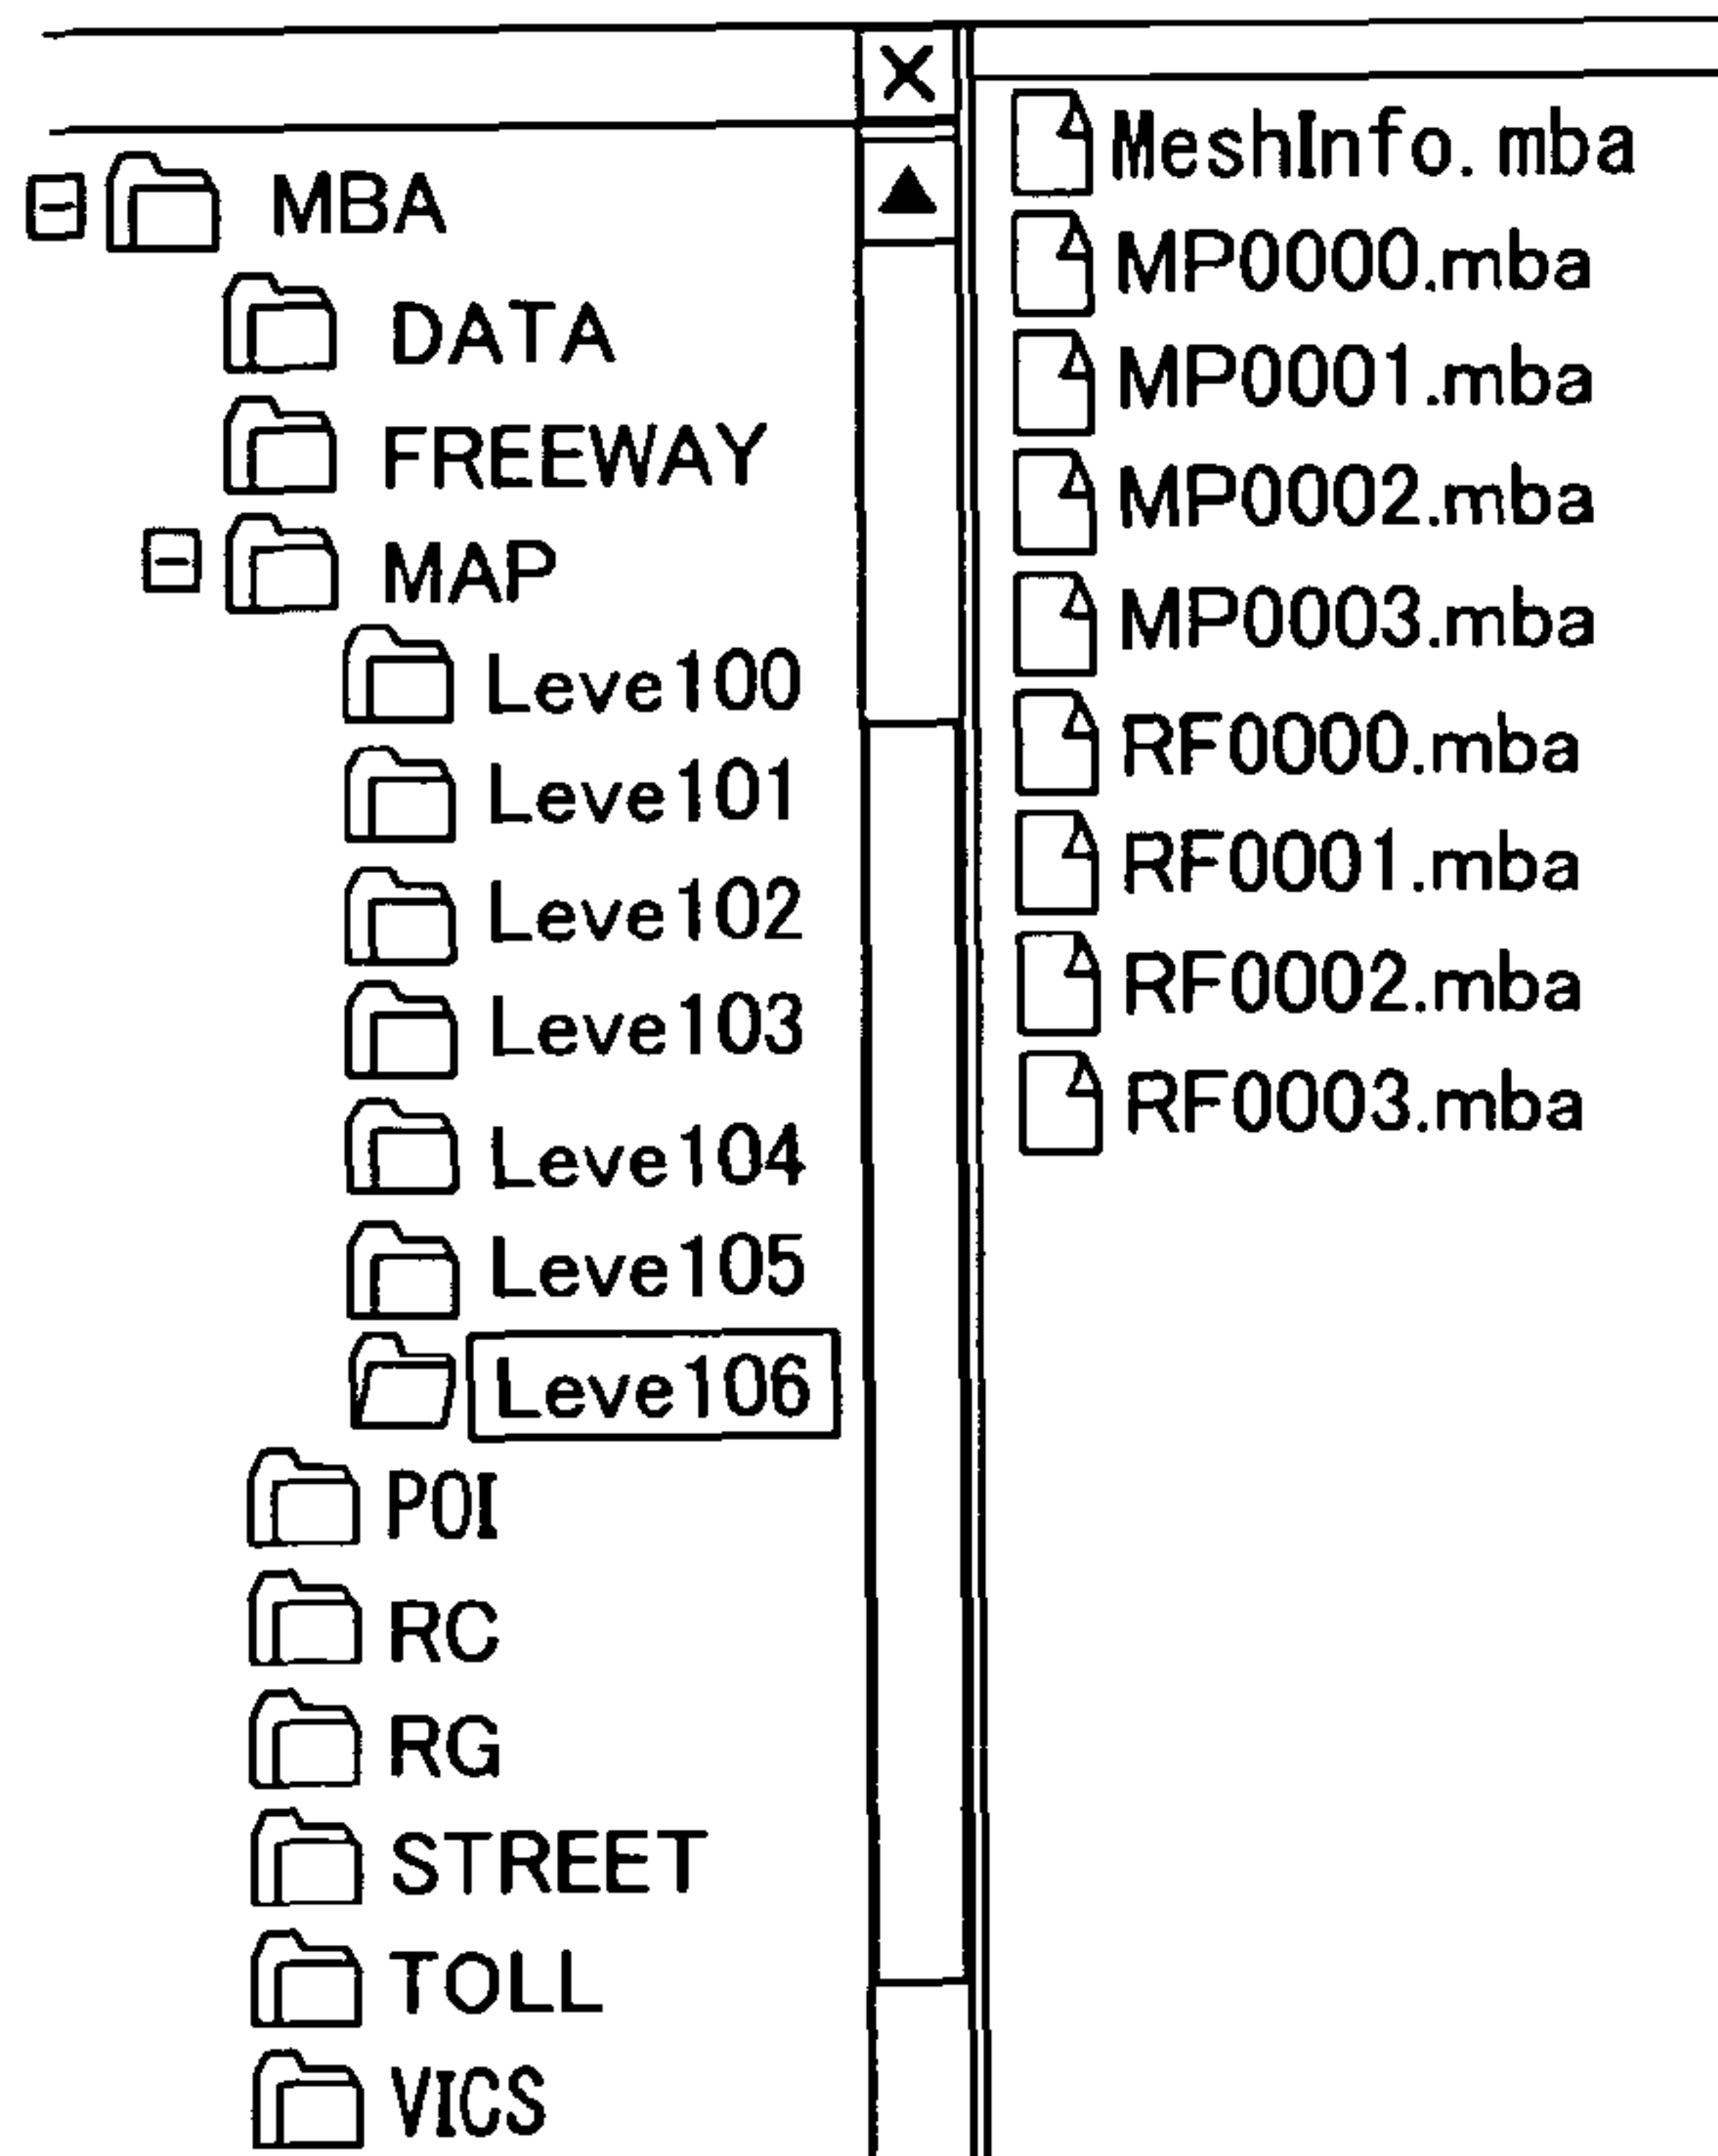 MBA
DATA
FREEWAY
MAP
Leve100
Leve101
Leve102
Leve103
Leve104
Leve105
Leve106
POI
RC
RG
STREET
TOLL
VICS
MeshInfo.mba
MP0000.mba
MP0001.mba
MP0002.mba
MP0003.mba
RF0000.mba
RF0001.mba
RF0002.mba
RF0003.mba